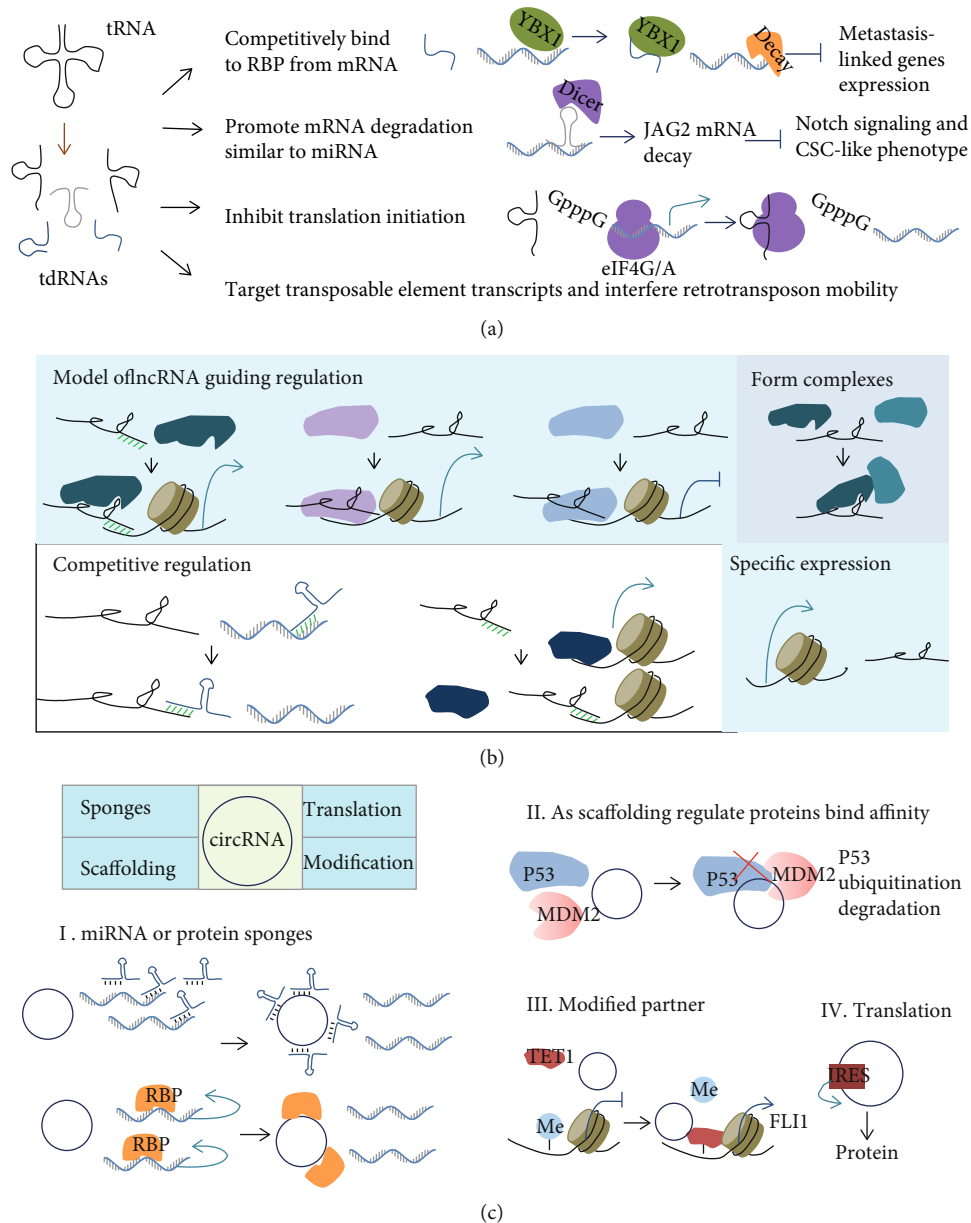 tRNA
tdRNAs
Competitively bind
to RBP from mRNA
YBX1
YBX1
Decay
Metastasis-
linked genes
expression
Promote mRNA degradation
similar to miRNA
Dicer
JAG2 mRNA
decay
Notch signaling and
CSC-like phenotype
Inhibit translation initiation
GpppG
eIF4G/A
GpppG
Target transposable element transcripts and interfere retrotransposon mobility
(a)
Model oflncRNA guiding regulation
Form complexes
Competitive regulation
Specific expression
(b)
Sponges
circRNA
Translation
Scaffolding
Modification
I . miRNA or protein sponges
RBP
RBP
II. As scaffolding regulate proteins bind affinity
P53
MDM2
P53
MDM2
P53
ubiquitination
degradation
III. Modified partner
TET1
Me
Me
FLI1
IV. Translation
IRES
Protein
(c)